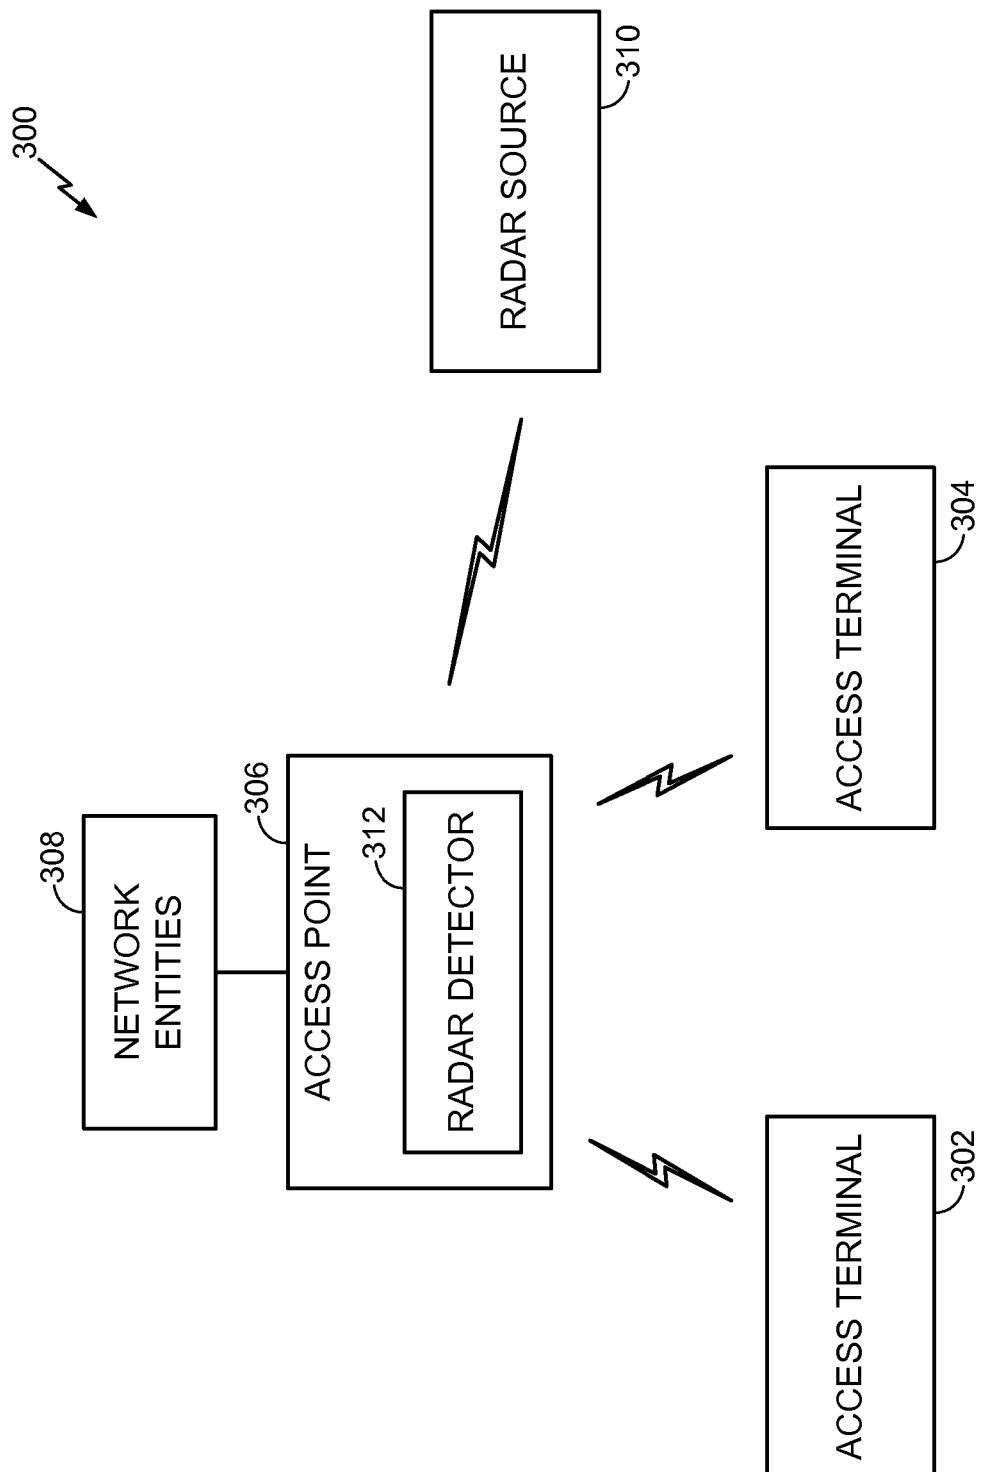 300
308
NETWORK
ENTITIES
306
ACCESS POINT
312
RADAR DETECTOR
RADAR SOURCE
310
ACCESS TERMINAL
302
ACCESS TERMINAL
304